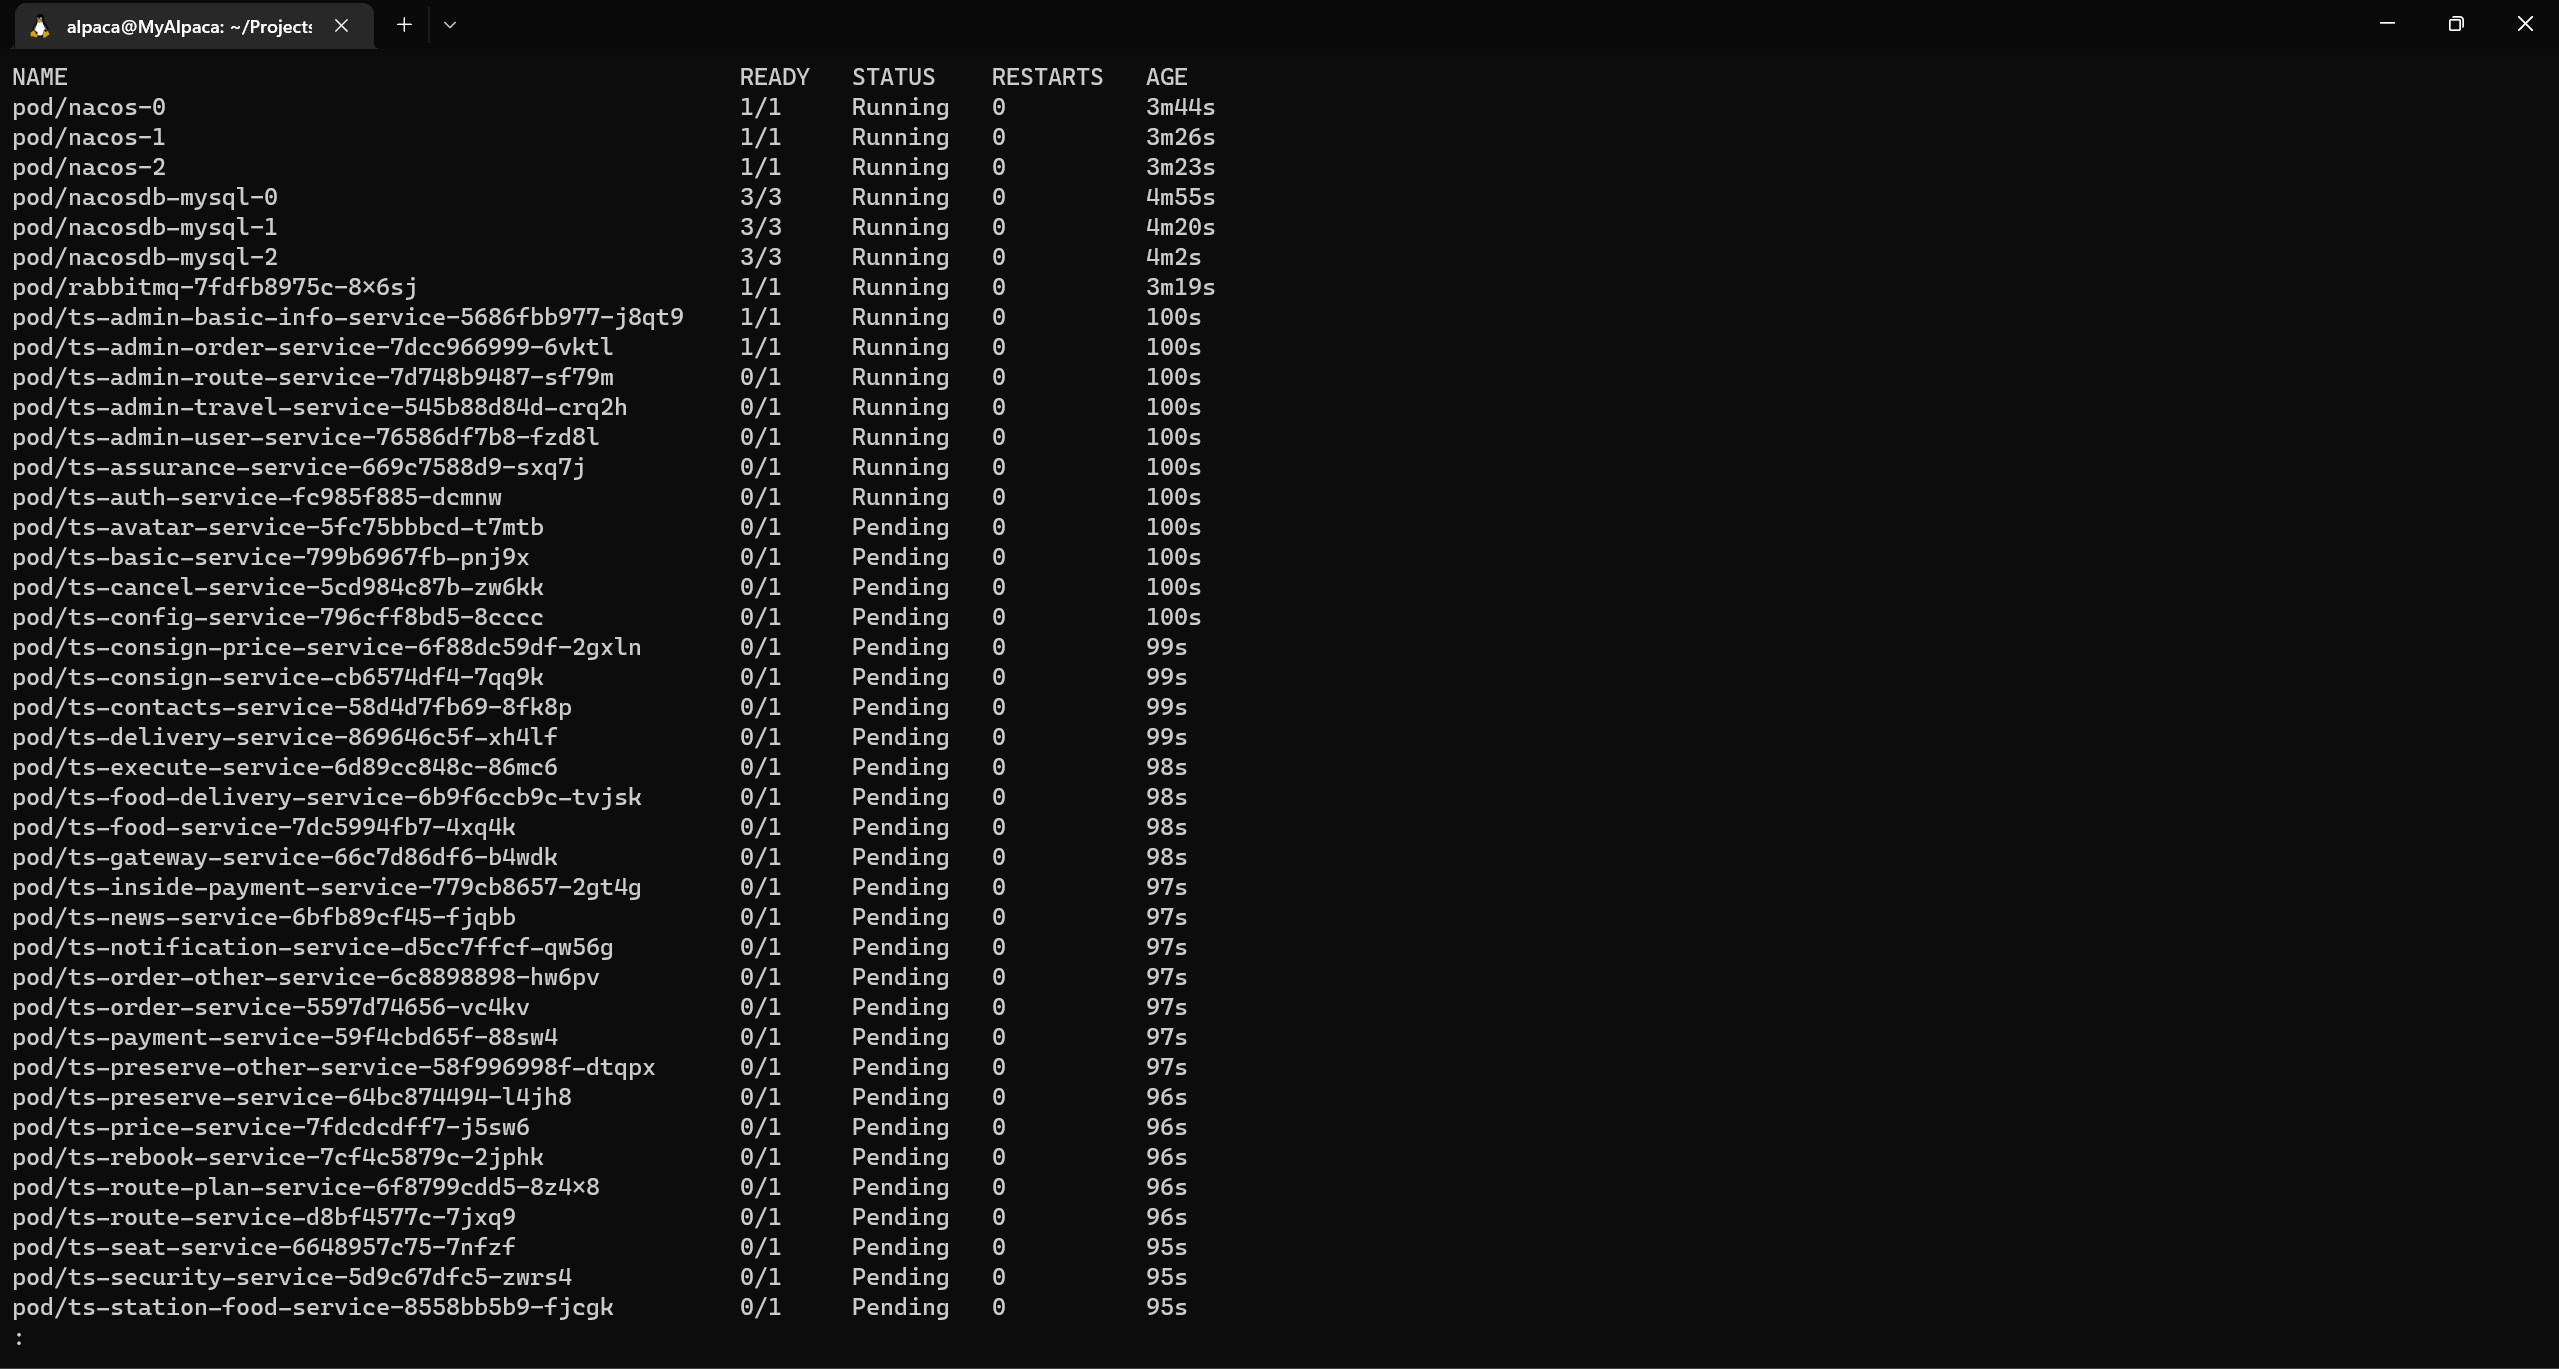 alpaca@MyAlpaca: ~/Projects
NAME READY STATUS RESTARTS AGE
pod/nacos-0 1/1 Running 0 3m44s
pod/nacos-1 1/1 Running 0 3m26s
pod/nacos-2 1/1 Running 0 3m23s
pod/nacosdb-mysql-0 3/3 Running 0 4m55s
pod/nacosdb-mysql-1 3/3 Running 0 4m20s
pod/nacosdb-mysql-2 3/3 Running 0 4m2s
pod/rabbitmq-7fdfb8975c-8×6sj 1/1 Running 0 3m19s
pod/ts-admin-basic-info-service-5686fbb977-j8qt9 1/1 Running 0 100s
pod/ts-admin-order-service-7dcc966999-6vktl 1/1 Running 0 100s
pod/ts-admin-route-service-7d748b9487-sf79m 0/1 Running 0 100s
pod/ts-admin-travel-service-545b88d84d-crq2h 0/1 Running 0 100s
pod/ts-admin-user-service-76586df7b8-fzd8l 0/1 Running 0 100s
pod/ts-assurance-service-669c7588d9-sxq7j 0/1 Running 0 100s
pod/ts-auth-service-fc985f885-dcmnw 0/1 Running 0 100s
pod/ts-avatar-service-5fc75bbbcd-t7mtb 0/1 Pending 0 100s
pod/ts-basic-service-799b6967fb-pnj9x 0/1 Pending 0 100s
pod/ts-cancel-service-5cd984c87b-zw6kk 0/1 Pending 0 100s
pod/ts-config-service-796cff8bd5-8cccc 0/1 Pending 0 100s
pod/ts-consign-price-service-6f88dc59df-2gxln 0/1 Pending 0 99s
pod/ts-consign-service-cb6574df4-7qq9k 0/1 Pending 0 99s
pod/ts-contacts-service-58d4d7fb69-8fk8p 0/1 Pending 0 99s
pod/ts-delivery-service-869646c5f-xh4lf 0/1 Pending 0 99s
pod/ts-execute-service-6d89cc848c-86mc6 0/1 Pending 0 98s
pod/ts-food-delivery-service-6b9f6ccb9c-tvjsk 0/1 Pending 0 98s
pod/ts-food-service-7dc5994fb7-4xq4k 0/1 Pending 0 98s
pod/ts-gateway-service-66c7d86df6-b4wdk 0/1 Pending 0 98s
pod/ts-inside-payment-service-779cb8657-2gt4g 0/1 Pending 0 97s
pod/ts-news-service-6bfb89cf45-fjqbb 0/1 Pending 0 97s
pod/ts-notification-service-d5cc7ffcf-qw56g 0/1 Pending 0 97s
pod/ts-order-other-service-6c8898898-hw6pv 0/1 Pending 0 97s
pod/ts-order-service-5597d74656-vc4kv 0/1 Pending 0 97s
pod/ts-payment-service-59f4cbd65f-88sw4 0/1 Pending 0 97s
pod/ts-preserve-other-service-58f996998f-dtqpx 0/1 Pending 0 97s
pod/ts-preserve-service-64bc874494-l4jh8 0/1 Pending 0 96s
pod/ts-price-service-7fdcdcdff7-j5sw6 0/1 Pending 0 96s
pod/ts-rebook-service-7cf4c5879c-2jphk 0/1 Pending 0 96s
pod/ts-route-plan-service-6f8799cdd5-8z4×8 0/1 Pending 0 96s
pod/ts-route-service-d8bf4577c-7jxq9 0/1 Pending 0 96s
pod/ts-seat-service-6648957c75-7nfzf 0/1 Pending 0 95s
pod/ts-security-service-5d9c67dfc5-zwrs4 0/1 Pending 0 95s
pod/ts-station-food-service-8558bb5b9-fjcgk 0/1 Pending 0 95s
: